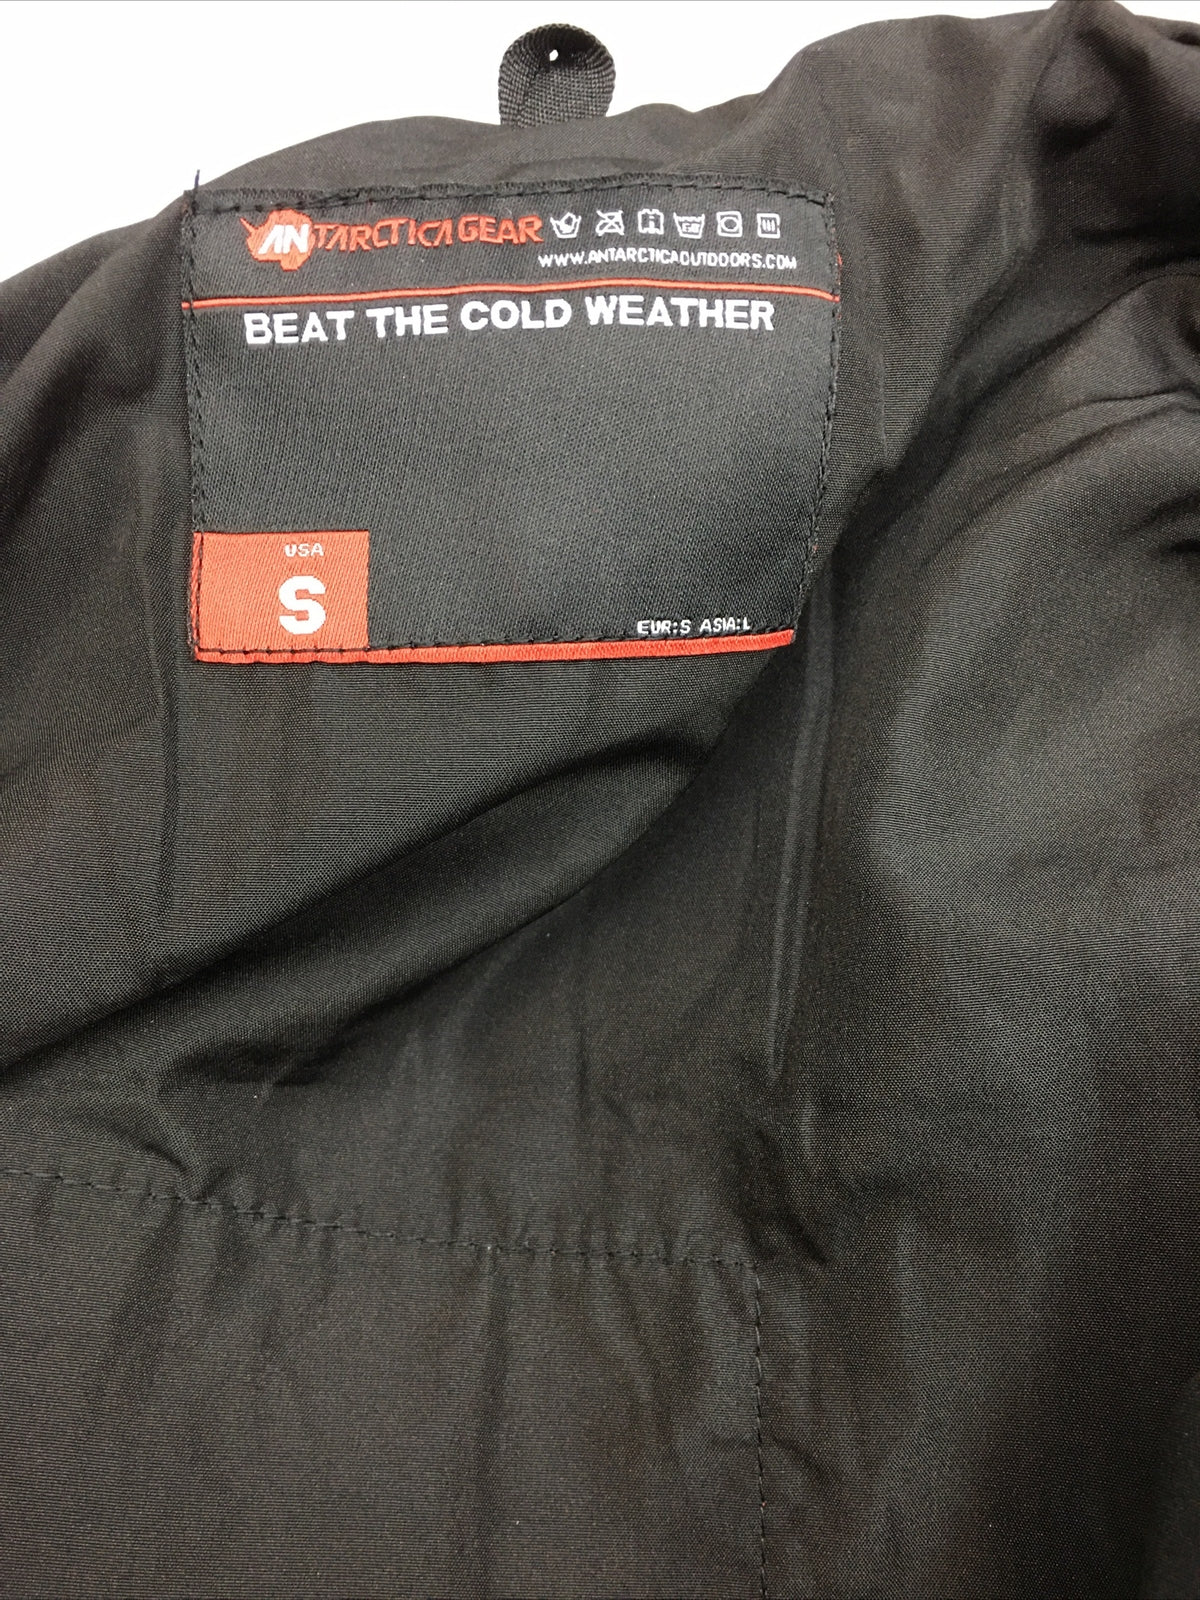 ANTARCTICA GEAR
WWW.ANTARCTICAOUTDOORS.COM
BEAT THE COLD WEATHER
USA
S
EUR:S ASIA:L